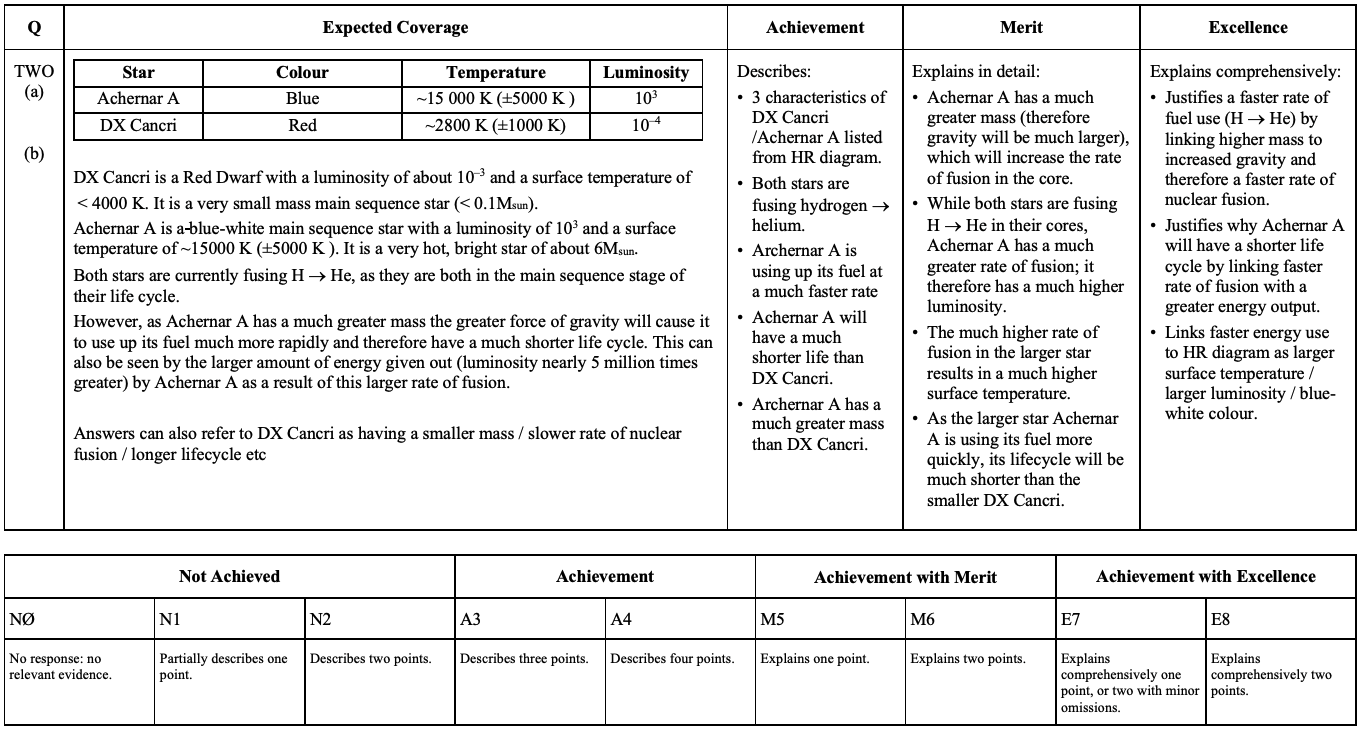 Q Expected Coverage Achievement Merit Excellence
TWO
(a)
(b)
Star Colour Temperature Luminosity
Achernar A Blue ~15 000 K (±5000 K ) 10³
DX Cancri Red ~2800 K (±1000 K) 10⁻⁴
DX Cancri is a Red Dwarf with a luminosity of about 10⁻³ and a surface temperature of
< 4000 K. It is a very small mass main sequence star (< 0.1Msun).
Achernar A is a-blue-white main sequence star with a luminosity of 10³ and a surface
temperature of ~15000 K (±5000 K ). It is a very hot, bright star of about 6Msun.
Both stars are currently fusing H → He, as they are both in the main sequence stage of
their life cycle.
However, as Achernar A has a much greater mass the greater force of gravity will cause it
to use up its fuel much more rapidly and therefore have a much shorter life cycle. This can
also be seen by the larger amount of energy given out (luminosity nearly 5 million times
greater) by Achernar A as a result of this larger rate of fusion.
Answers can also refer to DX Cancri as having a smaller mass / slower rate of nuclear
fusion / longer lifecycle etc
Describes:
• 3 characteristics of
DX Cancri
/Achernar A listed
from HR diagram.
• Both stars are
fusing hydrogen →
helium.
• Archernar A is
using up its fuel at
a much faster rate
• Achernar A will
have a much
shorter life than
DX Cancri.
• Archernar A has a
much greater mass
than DX Cancri.
Explains in detail:
• Achernar A has a much
greater mass (therefore
gravity will be much larger),
which will increase the rate
of fusion in the core.
• While both stars are fusing
H → He in their cores,
Achernar A has a much
greater rate of fusion; it
therefore has a much higher
luminosity.
• The much higher rate of
fusion in the larger star
results in a much higher
surface temperature.
• As the larger star Achernar
A is using its fuel more
quickly, its lifecycle will be
much shorter than the
smaller DX Cancri.
Explains comprehensively:
• Justifies a faster rate of
fuel use (H → He) by
linking higher mass to
increased gravity and
therefore a faster rate of
nuclear fusion.
• Justifies why Achernar A
will have a shorter life
cycle by linking faster
rate of fusion with a
greater energy output.
• Links faster energy use
to HR diagram as larger
surface temperature /
larger luminosity / blue-
white colour.
Not Achieved Achievement Achievement with Merit Achievement with Excellence
NØ N1 N2 A3 A4 M5 M6 E7 E8
No response: no
relevant evidence.
Partially describes one
point.
Describes two points.
Describes three points.
Describes four points.
Explains one point.
Explains two points.
Explains
comprehensively one
point, or two with minor
omissions.
Explains
comprehensively two
points.